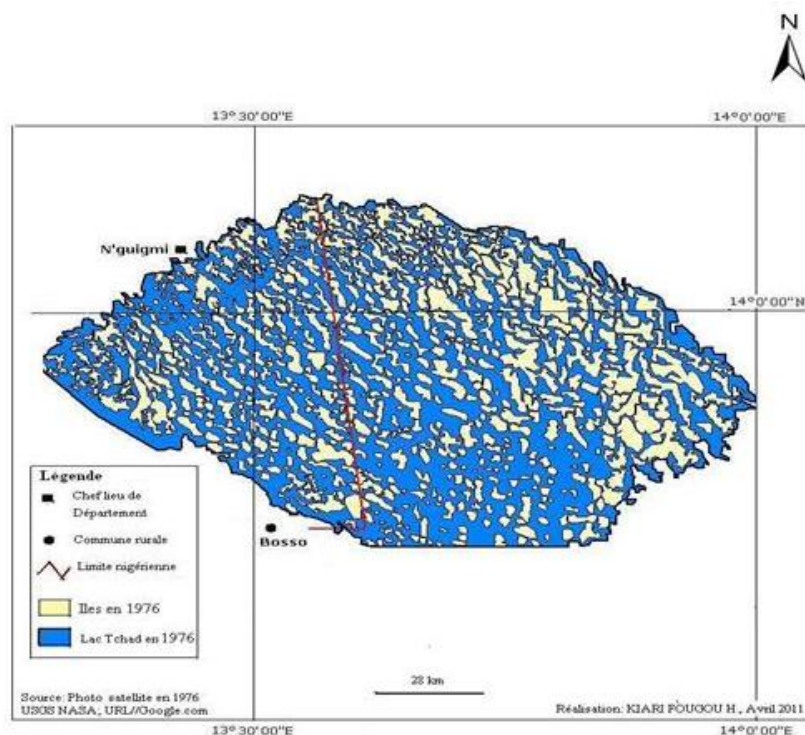 N
13°30'00"E
14°0'00"E
N'guigmi
14°0'00"N
Légende
Chef lieu de
Département
Commune rurale
Limite nigérienne
Iles en 1976
Lac Tchad en 1976
Bosso
28 km
Source: Photo satellite en 1976
USGS NASA; URL//Google.com
Réalisation: KIARI FOUGOU H., Avril 2011
13°30'00"E
14°0'00"E